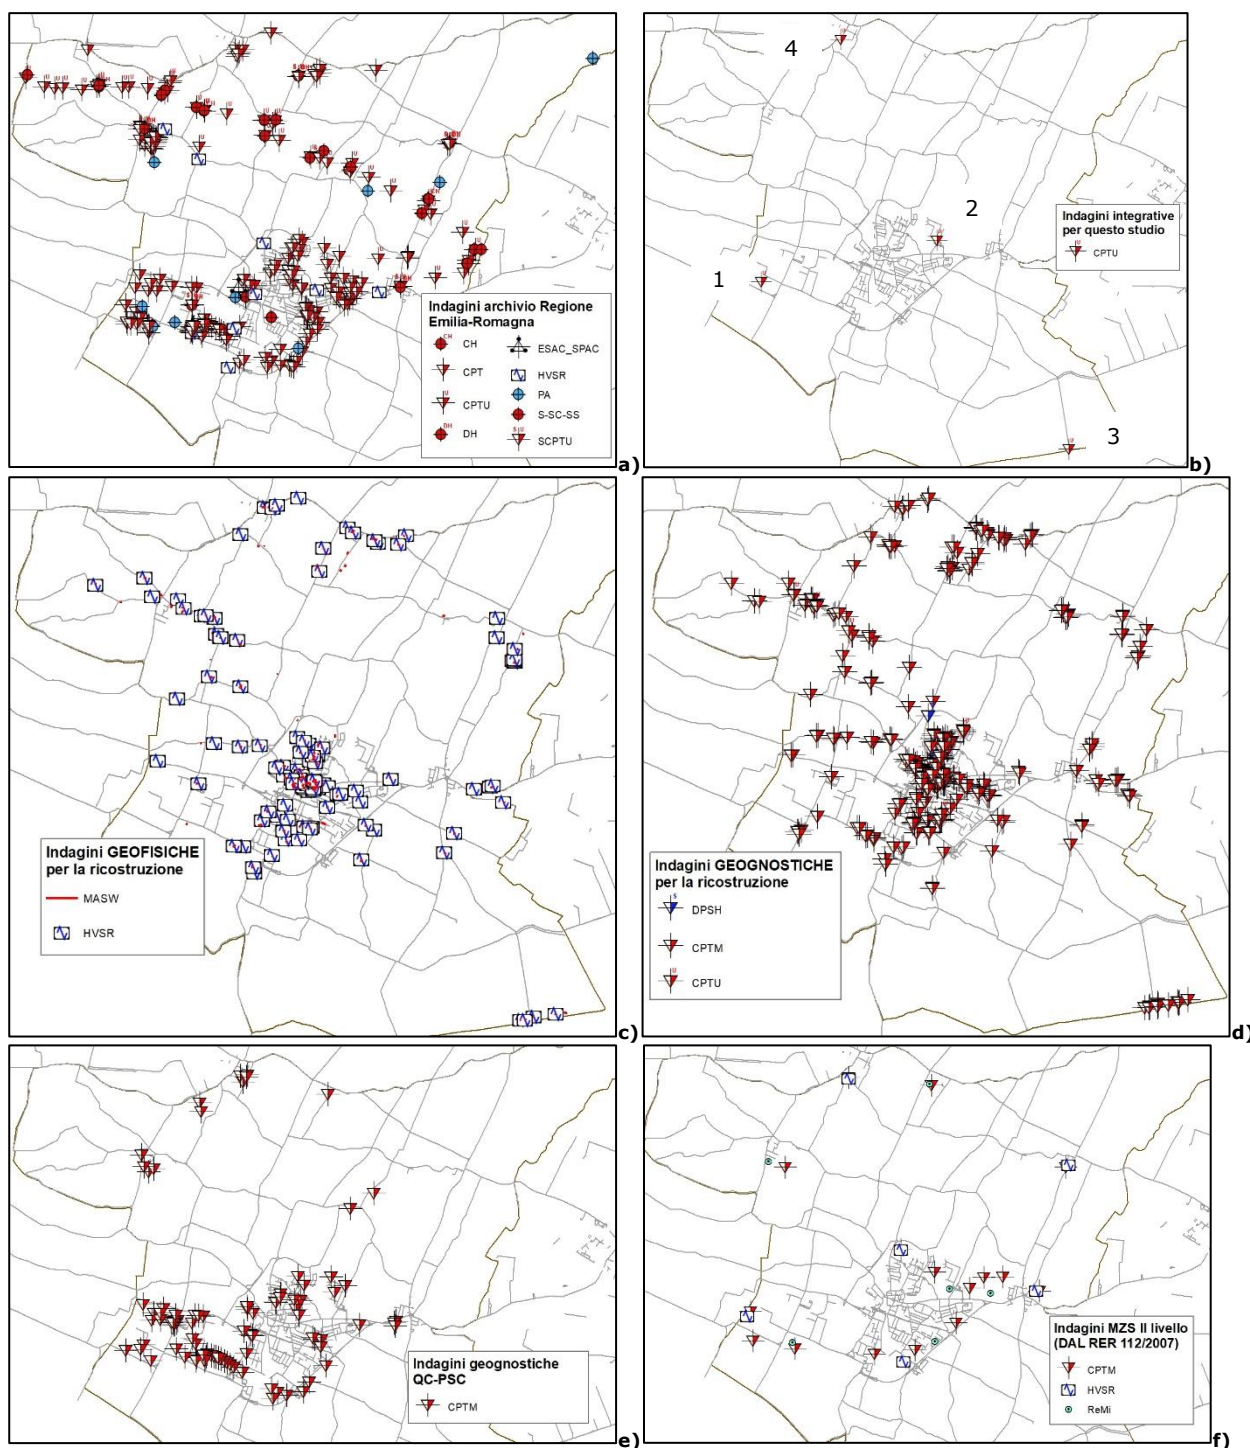 Indagini archivio Regione
Emilia-Romagna
CH
CH
CPT
U
CPTU
DH
DH
ESAC_SPAC
HVSR
PA
S-SC-SS
S U
SCPTU
a)
4
2
1
3
Indagini integrative
per questo studio
U
CPTU
b)
Indagini GEOFISICHE
per la ricostruzione
MASW
HVSR
c)
Indagini GEOGNOSTICHE
per la ricostruzione
S
DPSH
CPTM
U
CPTU
d)
Indagini geognostiche
QC-PSC
CPTM
e)
Indagini MZS II livello
(DAL RER 112/2007)
CPTM
HVSR
ReMi
f)